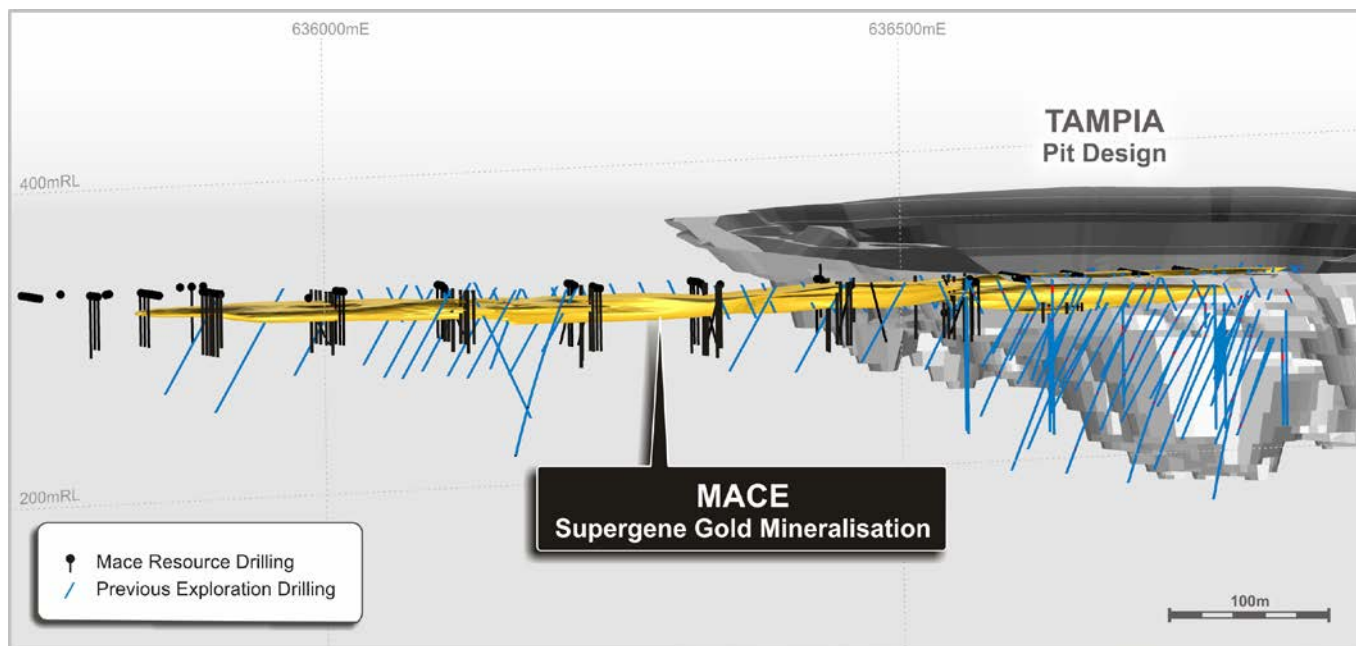 636000mE
636500mE
TAMPIA
Pit Design
400mRL
200mRL
MACE
Supergene Gold Mineralisation
Mace Resource Drilling
Previous Exploration Drilling
100m